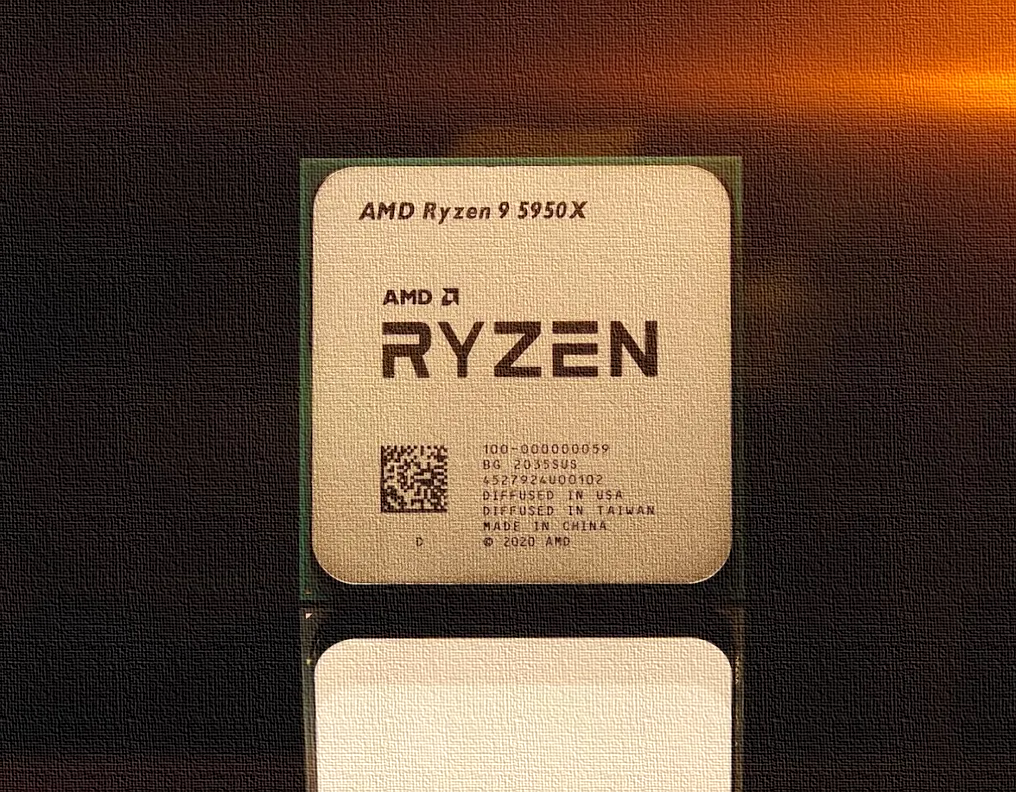 AMD Ryzen 9 5950X
AMD
RYZEN
100-000000059
BG 2035SUS
4527924U00102
DIFFUSED IN USA
DIFFUSED IN TAIWAN
MADE IN CHINA
D
© 2020 AMD